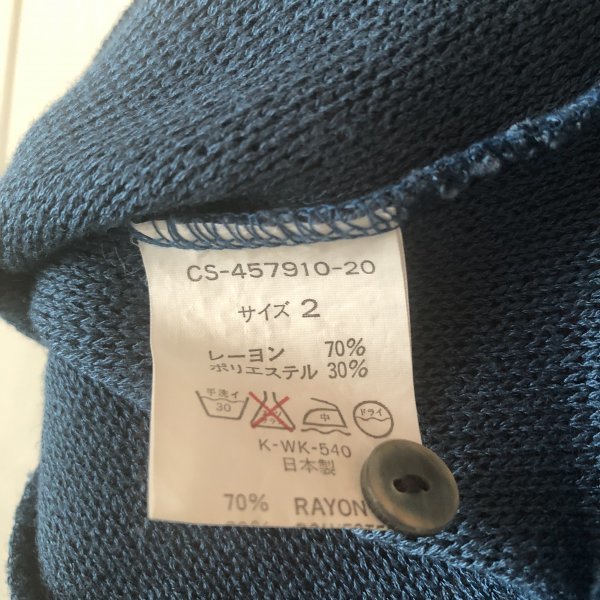 CS-457910-20
サイズ 2
レーヨン 70%
ポリエステル 30%
手洗イ 30 中 ドライ
K-WK-540
日本製
70% RAYON